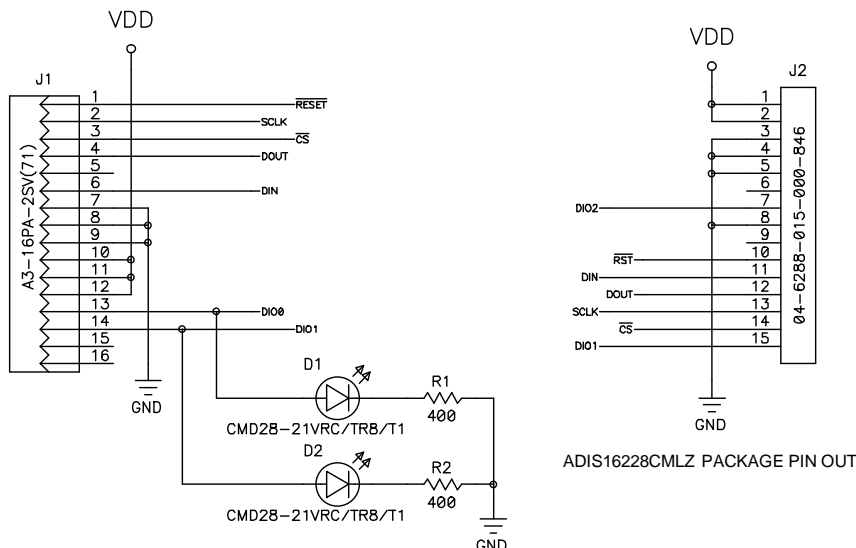 VDD
J1
A3-16PA-2SV(71)
1
2
3
4
5
6
7
8
9
10
11
12
13
14
15
16
RESET
SCLK
CS
DOUT
DIN
DIO0
DIO1
GND
D1
CMD28-21VRC/TR8/T1
R1
400
D2
CMD28-21VRC/TR8/T1
R2
400
GND
VDD
J2
04-6288-015-000-846
1
2
3
4
5
6
7
8
9
10
11
12
13
14
15
DIO2
RST
DIN
DOUT
SCLK
CS
DIO1
GND
ADIS16228CMLZ PACKAGE PIN OUT